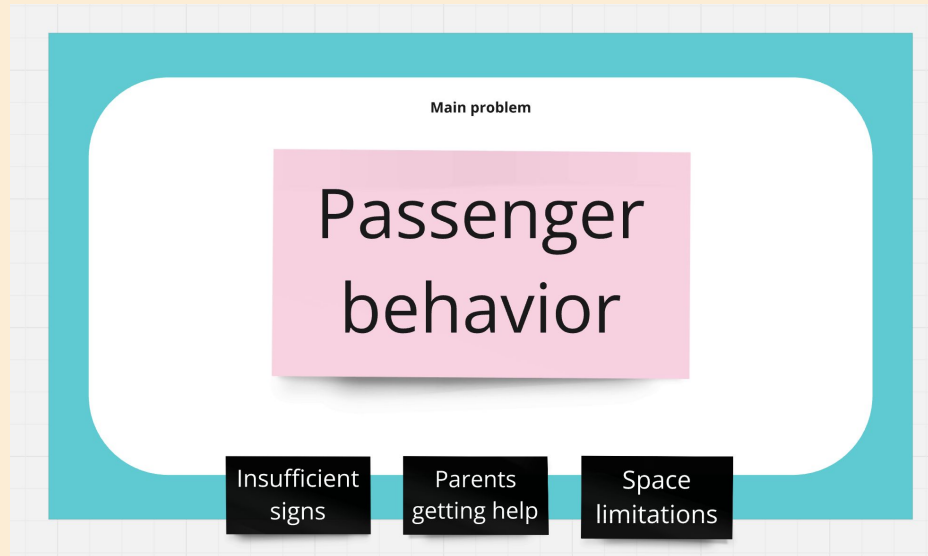 Main problem
Passenger
behavior
Insufficient
signs
Parents
getting help
Space
limitations